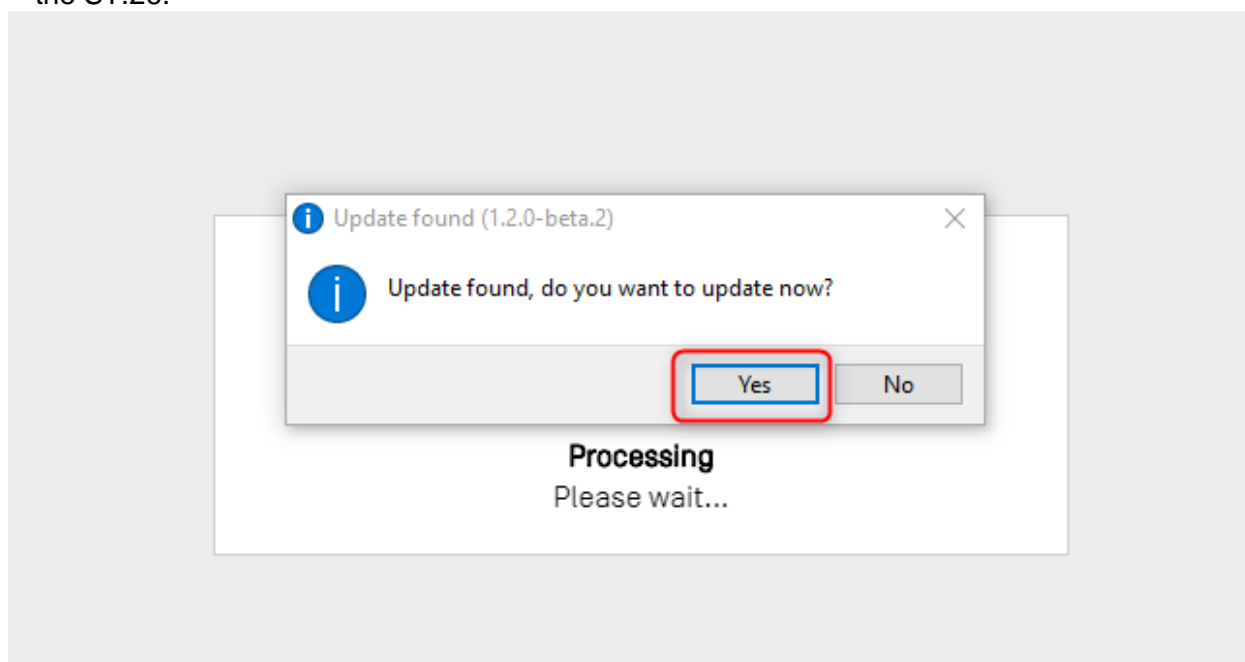 Update found (1.2.0-beta.2)
Update found, do you want to update now?
Yes No
Processing
Please wait...